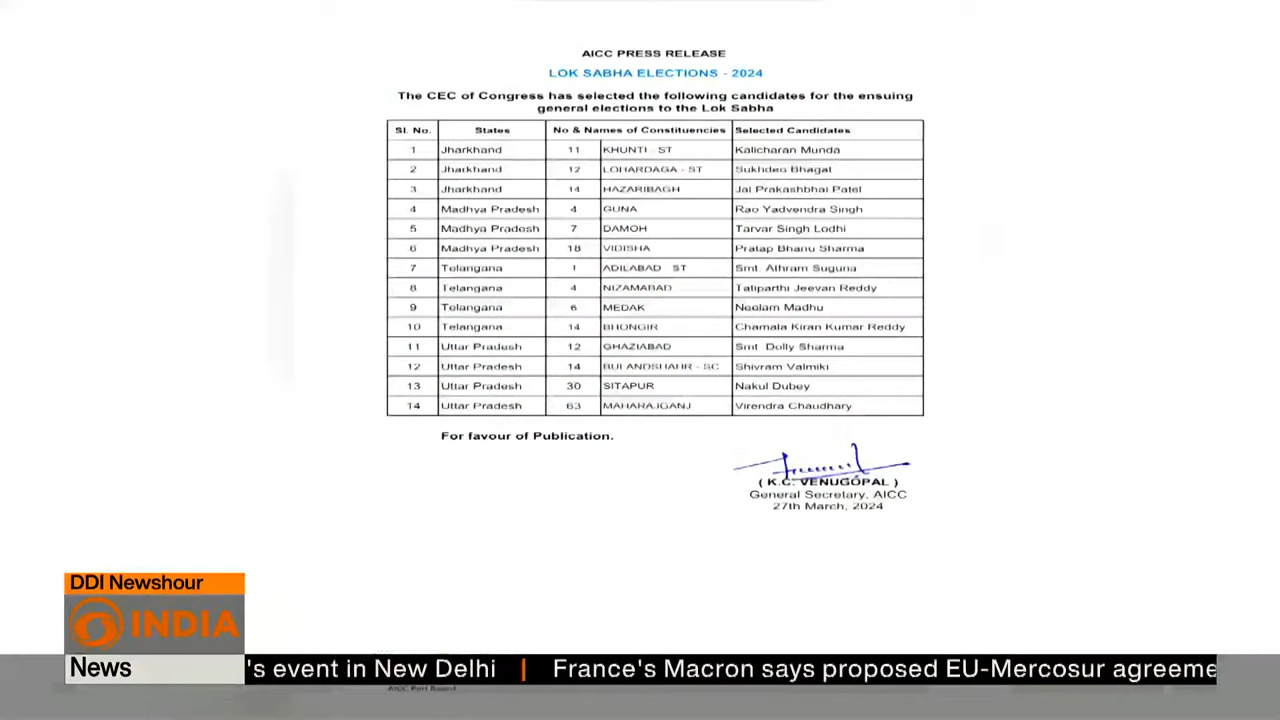 AICC PRESS RELEASE
LOK SABHA ELECTIONS - 2024
The CEC of Congress has selected the following candidates for the ensuing
general elections to the Lok Sabha
Sl. No. States No & Names of Constituencies Selected Candidates
1 Jharkhand 11 KHUNTI - ST Kalicharan Munda
2 Jharkhand 12 LOHARDAGA - ST Sukhdeo Bhagat
3 Jharkhand 14 HAZARIBAGH Jai Prakashbhai Patel
4 Madhya Pradesh 4 GUNA Rao Yadvendra Singh
5 Madhya Pradesh 7 DAMOH Tarvar Singh Lodhi
6 Madhya Pradesh 18 VIDISHA Pratap Bhanu Sharma
7 Telangana 1 ADILABAD - ST Smt. Athram Suguna
8 Telangana 4 NIZAMABAD Tatiparthi Jeevan Reddy
9 Telangana 6 MEDAK Neelam Madhu
10 Telangana 14 BHONGIR Chamala Kiran Kumar Reddy
11 Uttar Pradesh 12 GHAZIABAD Smt. Dolly Sharma
12 Uttar Pradesh 14 BULANDSHAHR - SC Shivram Valmiki
13 Uttar Pradesh 30 SITAPUR Nakul Dubey
14 Uttar Pradesh 63 MAHARAJGANJ Virendra Chaudhary
For favour of Publication.
( K.C. VENUGOPAL )
General Secretary, AICC
27th March, 2024
DDI Newshour
INDIA
News
's event in New Delhi | France's Macron says proposed EU-Mercosur agreeme